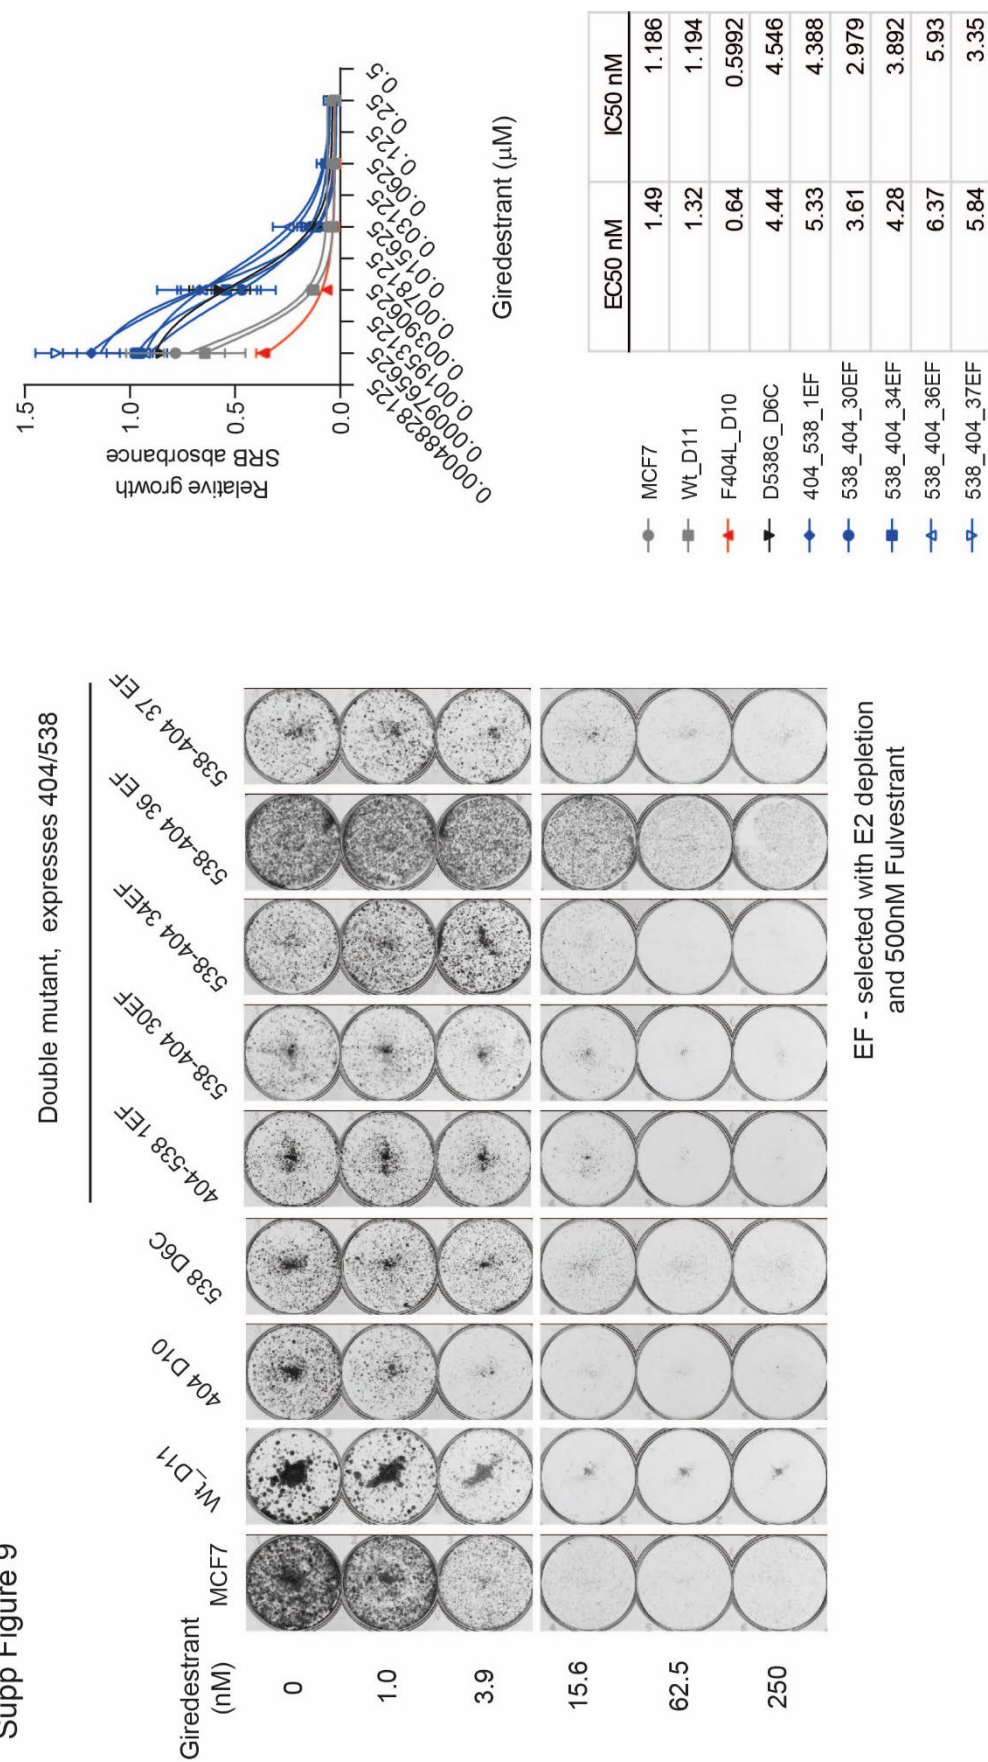 Supp Figure 9
Double mutant, expresses 404/538
Giredestrant
(nM)
MCF7
Wt_D11
404 D10
538 D6C
404-538 1EF
538-404 30EF
538-404 34EF
538-404 36 EF
538-404 37 EF
0
1.0
3.9
15.6
62.5
250
EF - selected with E2 depletion
and 500nM Fulvestrant
Relative growth
SRB absorbance
1.5
1.0
0.5
0.0
0.00048828125
0.0009765625
0.001953125
0.00390625
0.0078125
0.015625
0.03125
0.0625
0.125
0.25
0.5
Giredestrant (μM)
EC50 nM IC50 nM
MCF7 1.49 1.186
Wt_D11 1.32 1.194
F404L_D10 0.64 0.5992
D538G_D6C 4.44 4.546
404_538_1EF 5.33 4.388
538_404_30EF 3.61 2.979
538_404_34EF 4.28 3.892
538_404_36EF 6.37 5.93
538_404_37EF 5.84 3.35